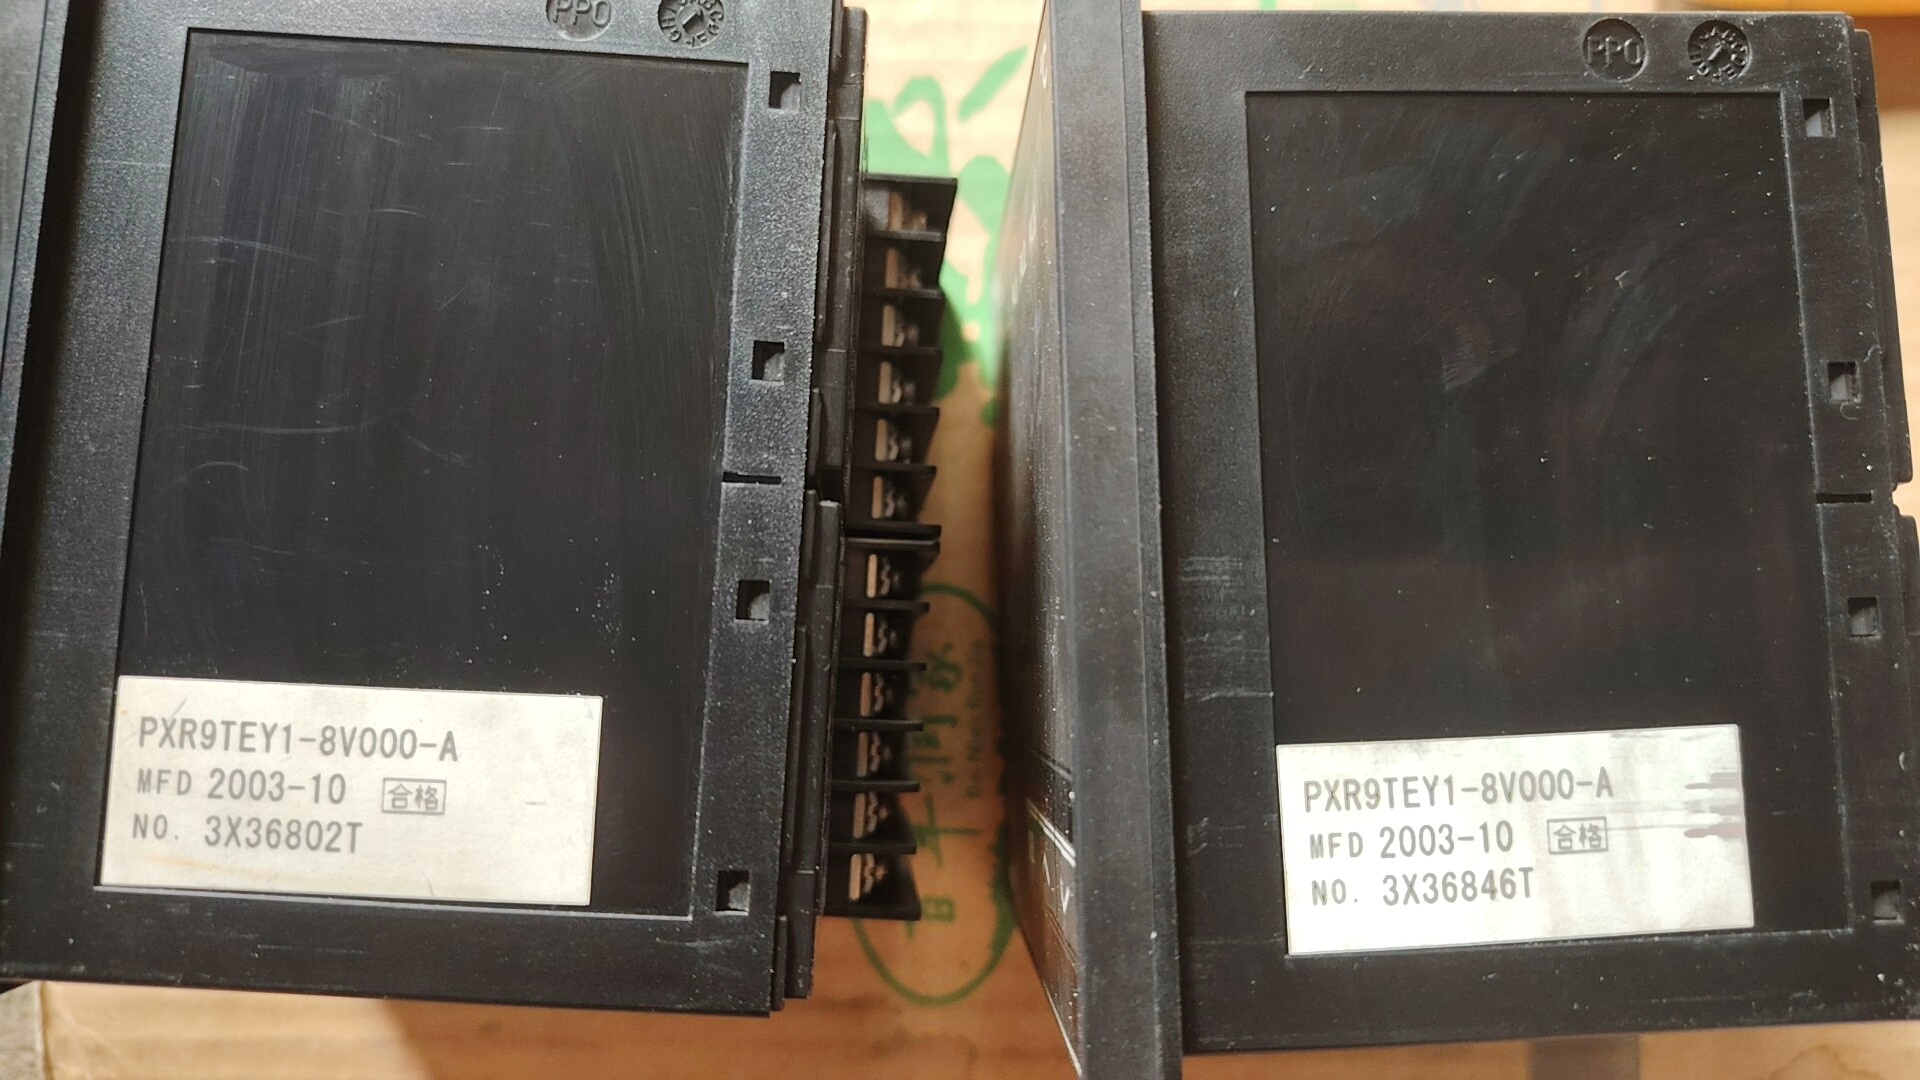 PPO
PXR9TEY1-8V000-A
MFD 2003-10 合格
NO. 3X36802T
PPO
PXR9TEY1-8V000-A
MFD 2003-10 合格
NO. 3X36846T